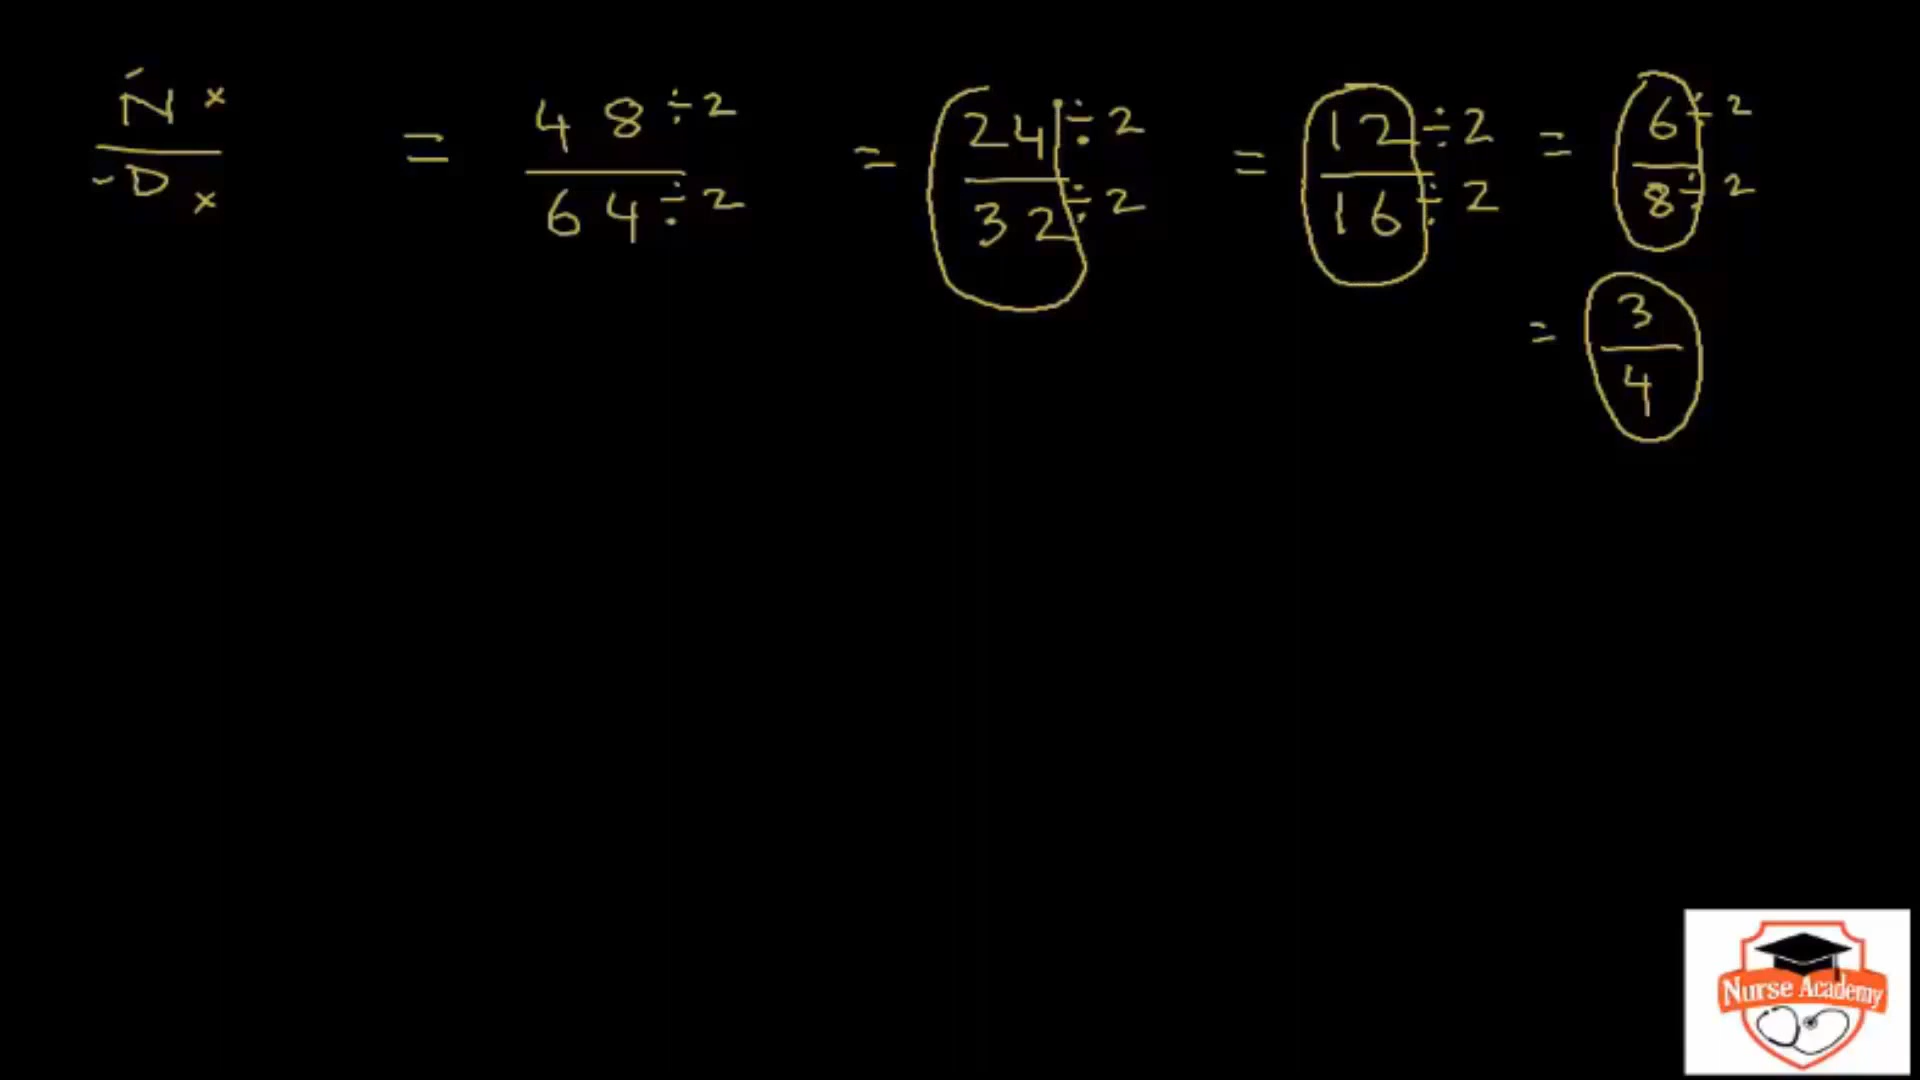 N × / D × = 48 ÷2 / 64 ÷2 = 24 ÷2 / 32 ÷2 = 12 ÷2 / 16 ÷2 = 6 ÷2 / 8 ÷2
= 3 / 4
Nurse Academy